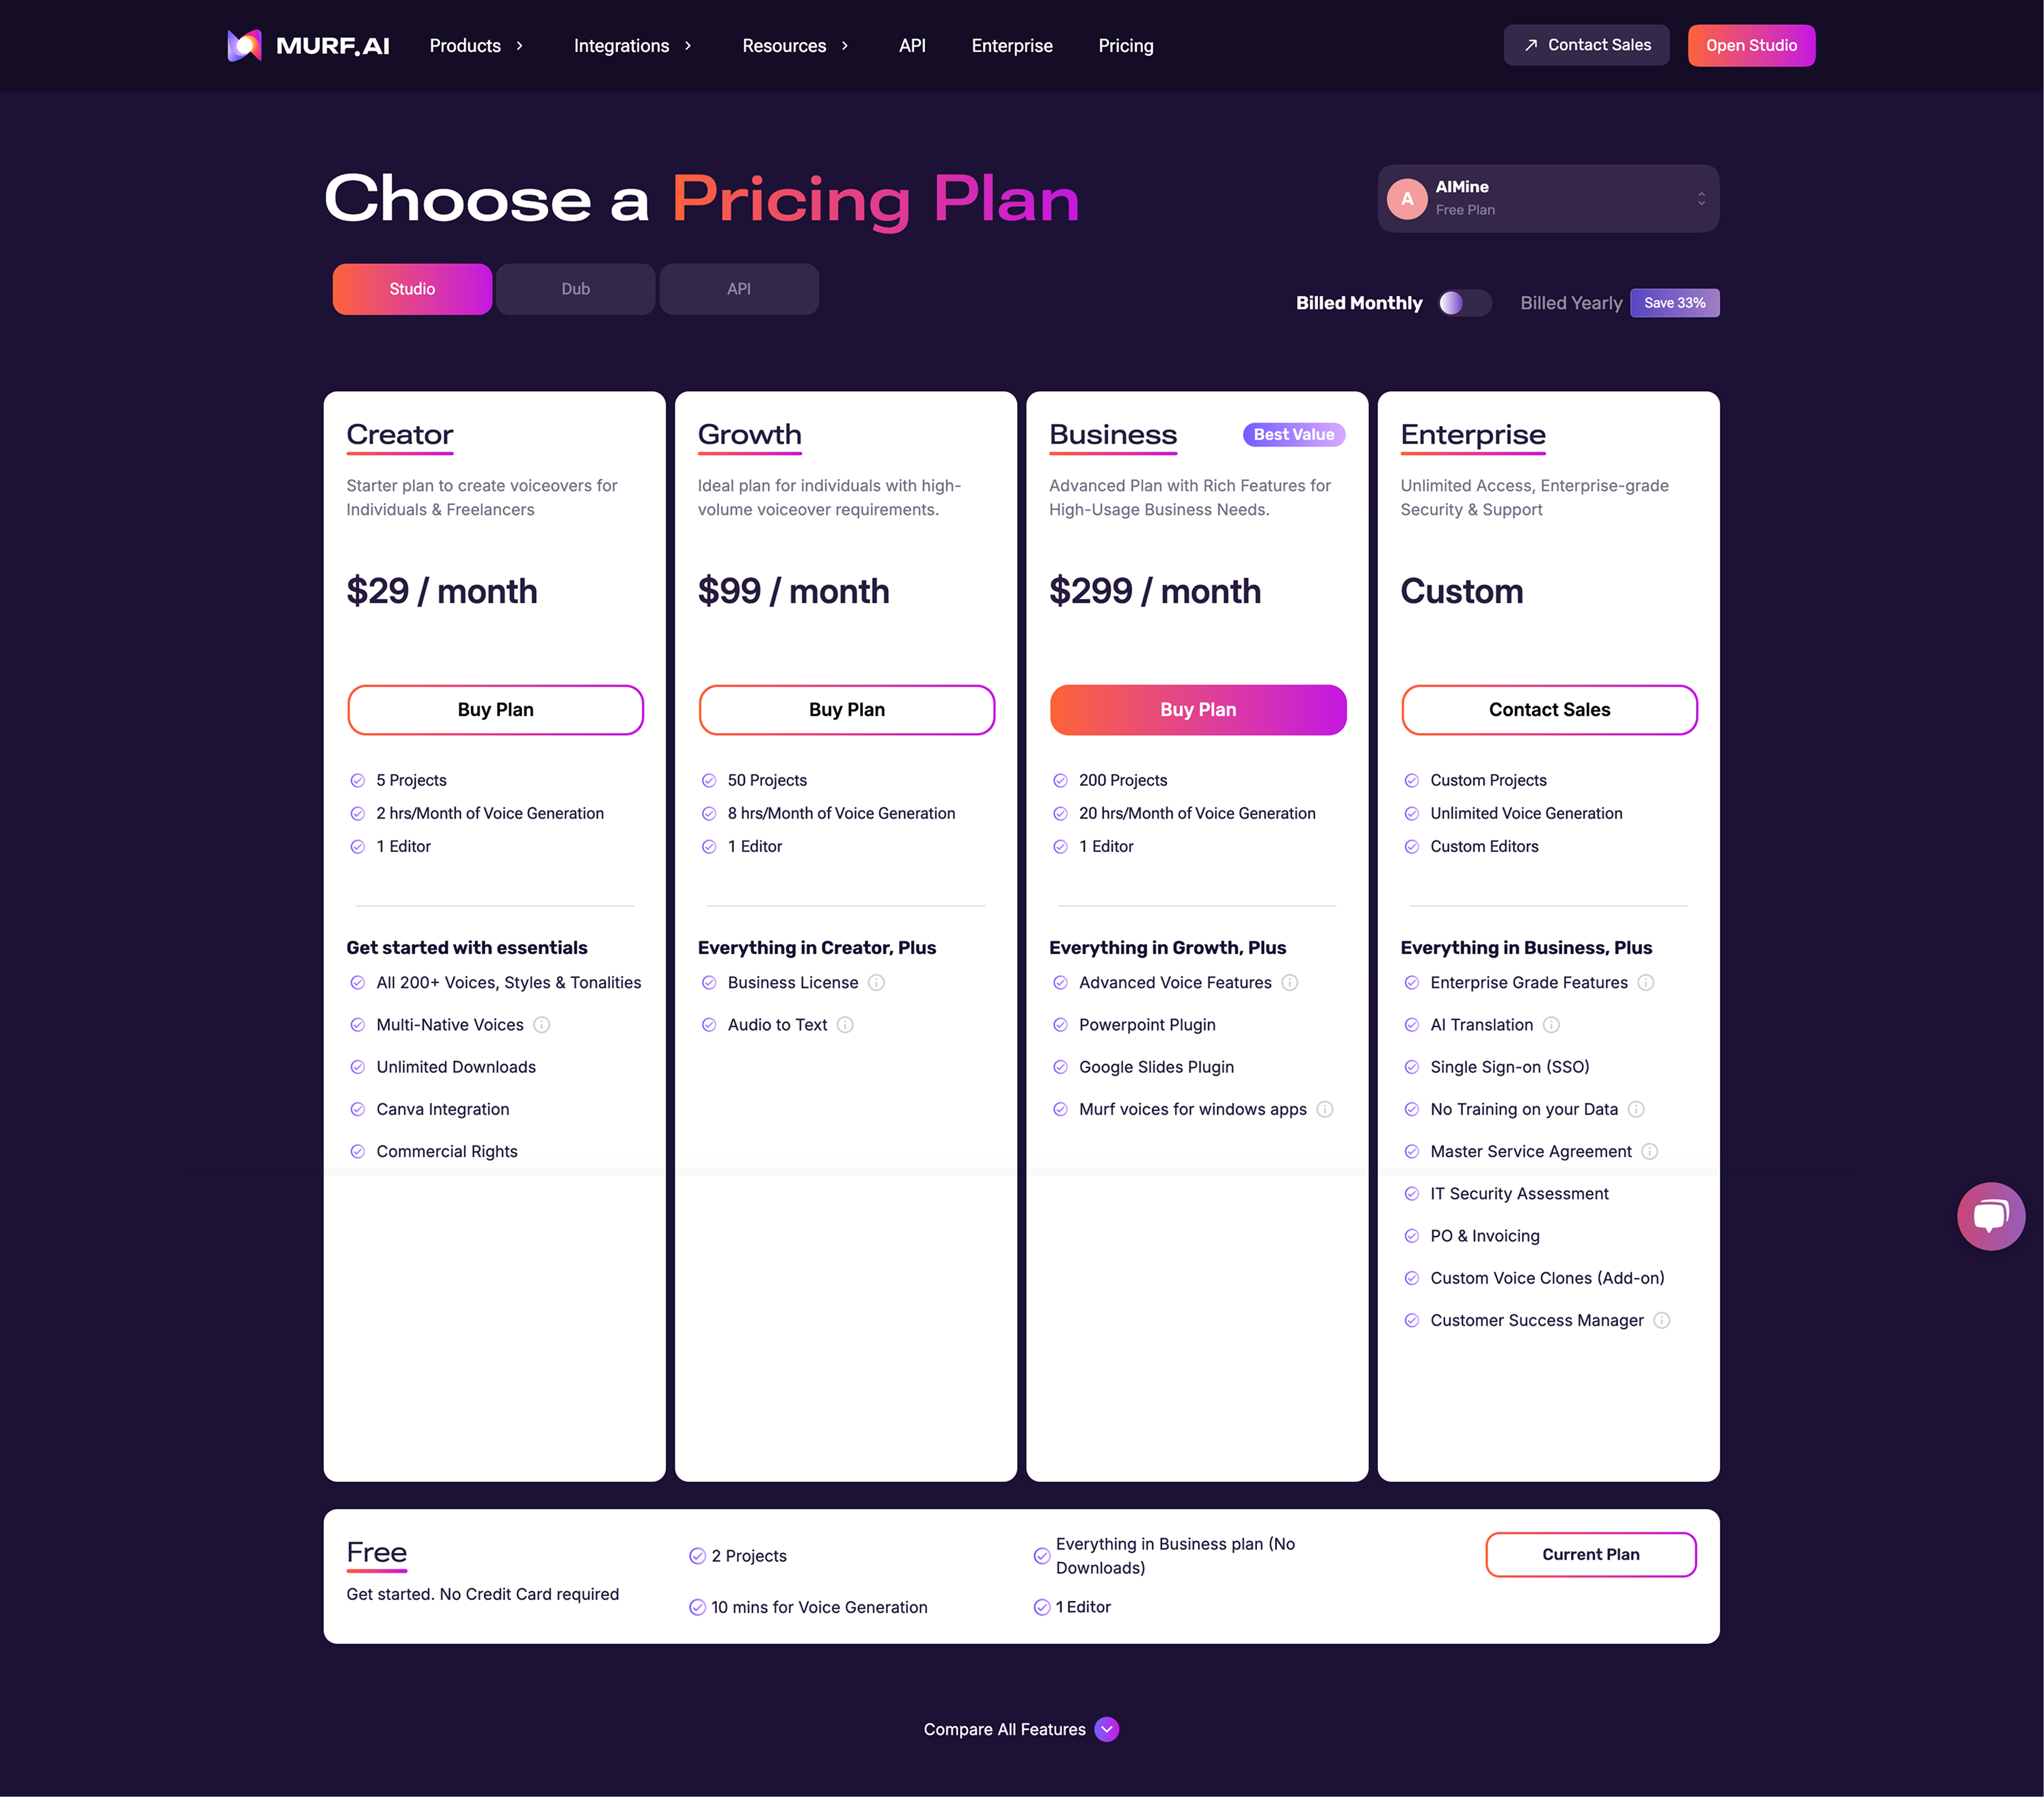 MURF.AI
Products
Integrations
Resources
API
Enterprise
Pricing
Contact Sales
Open Studio
Choose a Pricing Plan
A
AIMine
Free Plan
Studio
Dub
API
Billed Monthly
Billed Yearly
Save 33%
Creator
Starter plan to create voiceovers for
Individuals & Freelancers
$29 / month
Buy Plan
5 Projects
2 hrs/Month of Voice Generation
1 Editor
Get started with essentials
All 200+ Voices, Styles & Tonalities
Multi-Native Voices
Unlimited Downloads
Canva Integration
Commercial Rights
Growth
Ideal plan for individuals with high-
volume voiceover requirements.
$99 / month
Buy Plan
50 Projects
8 hrs/Month of Voice Generation
1 Editor
Everything in Creator, Plus
Business License
Audio to Text
Business
Best Value
Advanced Plan with Rich Features for
High-Usage Business Needs.
$299 / month
Buy Plan
200 Projects
20 hrs/Month of Voice Generation
1 Editor
Everything in Growth, Plus
Advanced Voice Features
Powerpoint Plugin
Google Slides Plugin
Murf voices for windows apps
Enterprise
Unlimited Access, Enterprise-grade
Security & Support
Custom
Contact Sales
Custom Projects
Unlimited Voice Generation
Custom Editors
Everything in Business, Plus
Enterprise Grade Features
AI Translation
Single Sign-on (SSO)
No Training on your Data
Master Service Agreement
IT Security Assessment
PO & Invoicing
Custom Voice Clones (Add-on)
Customer Success Manager
Free
Get started. No Credit Card required
2 Projects
10 mins for Voice Generation
Everything in Business plan (No
Downloads)
1 Editor
Current Plan
Compare All Features